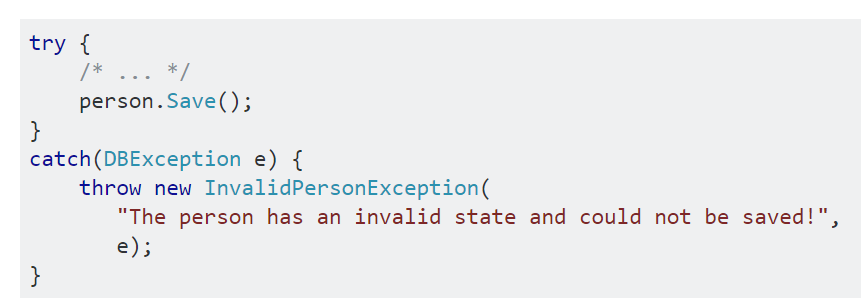 try {
    /* ... */
    person.Save();
}
catch(DBException e) {
    throw new InvalidPersonException(
       "The person has an invalid state and could not be saved!",
       e);
}